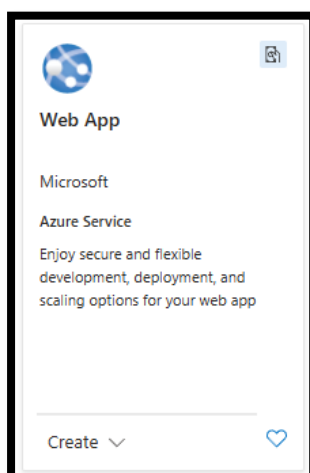 Web App
Microsoft
Azure Service
Enjoy secure and flexible
development, deployment, and
scaling options for your web app
Create